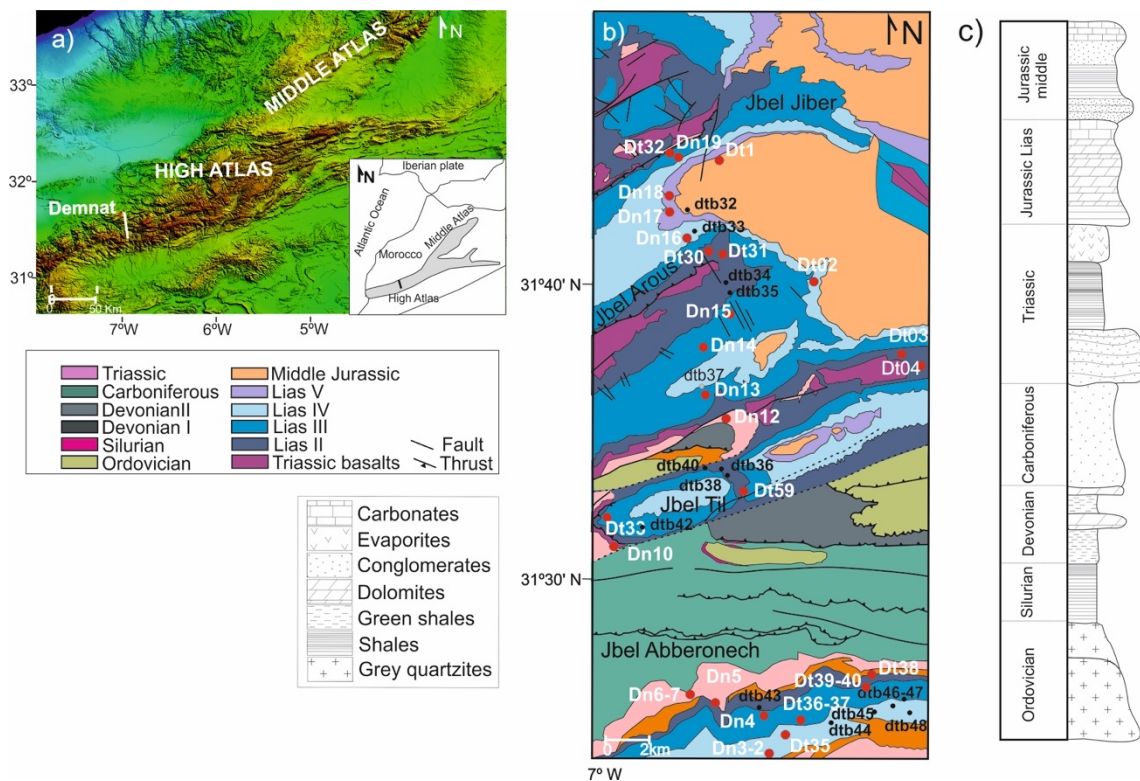 a)
N
MIDDLE ATLAS
33°
32°
31°
HIGH ATLAS
Demnat
0 50 Km
7°W
6°W
5°W
N
Iberian plate
Atlantic Ocean
Morocco
Middle Atlas
High Atlas
Triassic
Carboniferous
DevonianII
Devonian I
Silurian
Ordovician
Middle Jurassic
Lias V
Lias IV
Lias III
Lias II
Triassic basalts
Fault
Thrust
Carbonates
Evaporites
Conglomerates
Dolomites
Green shales
Shales
Grey quartzites
b)
N
Jbel Jiber
Dt32
Dn19
Dt1
Dn18
dtb32
Dn17
dtb33
Dn16
Dt30
Dt31
Dt02
dtb34
31°40' N
Jbel Arous
dtb35
Dn15
Dn14
Dt03
Dt04
dtb37
Dn13
Dn12
dtb40
dtb36
dtb38
Dt59
Jbel Til
Dt33
dtb42
Dn10
31°30' N
Jbel Abberonech
Dn5
Dt38
Dn6-7
Dt39-40
dtb43
dtb46-47
Dt36-37
Dn4
dtb45
dtb48
dtb44
0 2km
Dt35
Dn3-2
7° W
c)
Jurassic middle
Jurassic Lias
Triassic
Carboniferous
Devonian
Silurian
Ordovician